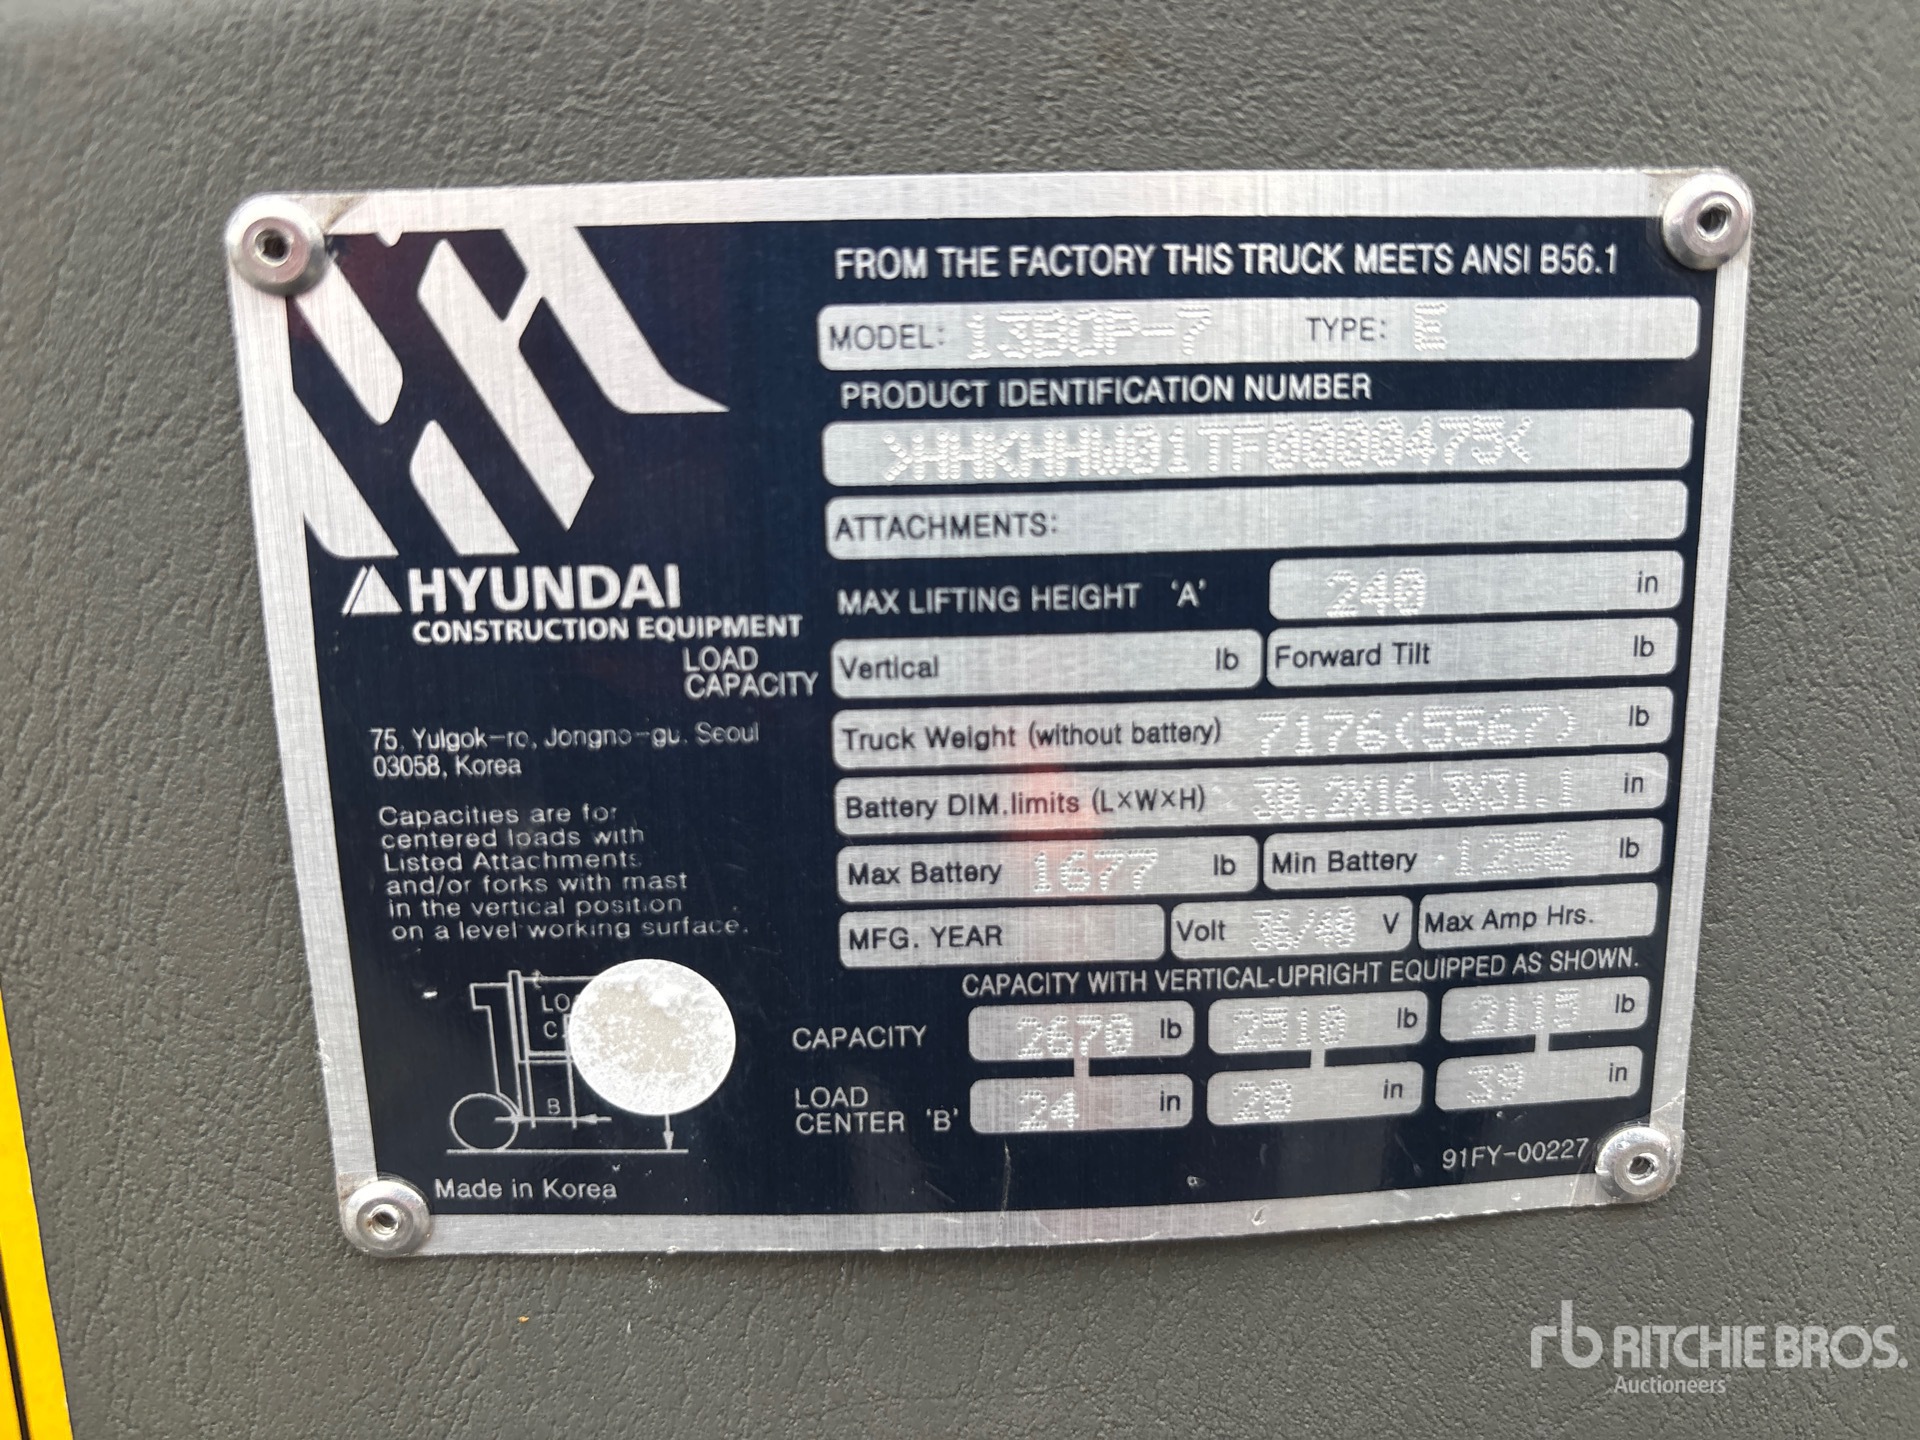 FROM THE FACTORY THIS TRUCK MEETS ANSI B56.1
MODEL: 13BOP-7 TYPE: E
PRODUCT IDENTIFICATION NUMBER
>HHKHHW01TF0000475<
ATTACHMENTS:
HYUNDAI
CONSTRUCTION EQUIPMENT
MAX LIFTING HEIGHT 'A' 240 in
LOAD CAPACITY Vertical lb Forward Tilt lb
75, Yulgok-ro, Jongno-gu, Seoul
03058, Korea
Truck Weight (without battery) 7176(5567) lb
Battery DIM.limits (L×W×H) 38.2X16.3X31.1 in
Max Battery 1677 lb Min Battery 1256 lb
MFG. YEAR Volt 36/48 V Max Amp Hrs.
Capacities are for
centered loads with
Listed Attachments
and/or forks with mast
in the vertical position
on a level working surface.
CAPACITY WITH VERTICAL-UPRIGHT EQUIPPED AS SHOWN.
CAPACITY 2670 lb 2510 lb 2115 lb
LOAD
CENTER 'B' 24 in 28 in 39 in
B
91FY-00227
Made in Korea
rb RITCHIE BROS.
Auctioneers